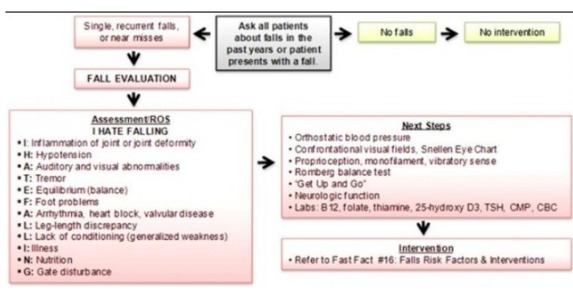 Single, recurrent falls,
or near misses
Ask all patients
about falls in the
past years or patient
presents with a fall.
No falls
No intervention
FALL EVALUATION
Assessment/ROS
I HATE FALLING
▪ I: Inflamation of joint or joint deformity
▪ H: Hypotension
▪ A: Auditory and visual abnormalities
▪ T: Tremor
▪ E: Equilibrium (balance)
▪ F: Foot problems
▪ A: Arrhythmia, heart block, valvular disease
▪ L: Leg-length discrepancy
▪ L: Lack of conditioning (generalized weakness)
▪ I: Illness
▪ N: Nutrition
▪ G: Gate disturbance
Next Steps
• Orthostatic blood pressure
• Confrontational visual fields, Snellen Eye Chart
• Proprioception, monofilament, vibratory sense
• Romberg balance test
• "Get Up and Go"
• Neurologic function
• Labs: B12, folate, thiamine, 25-hydroxy D3, TSH, CMP, CBC
Intervention
• Refer to Fast Fact #16: Falls Risk Factors & Interventions